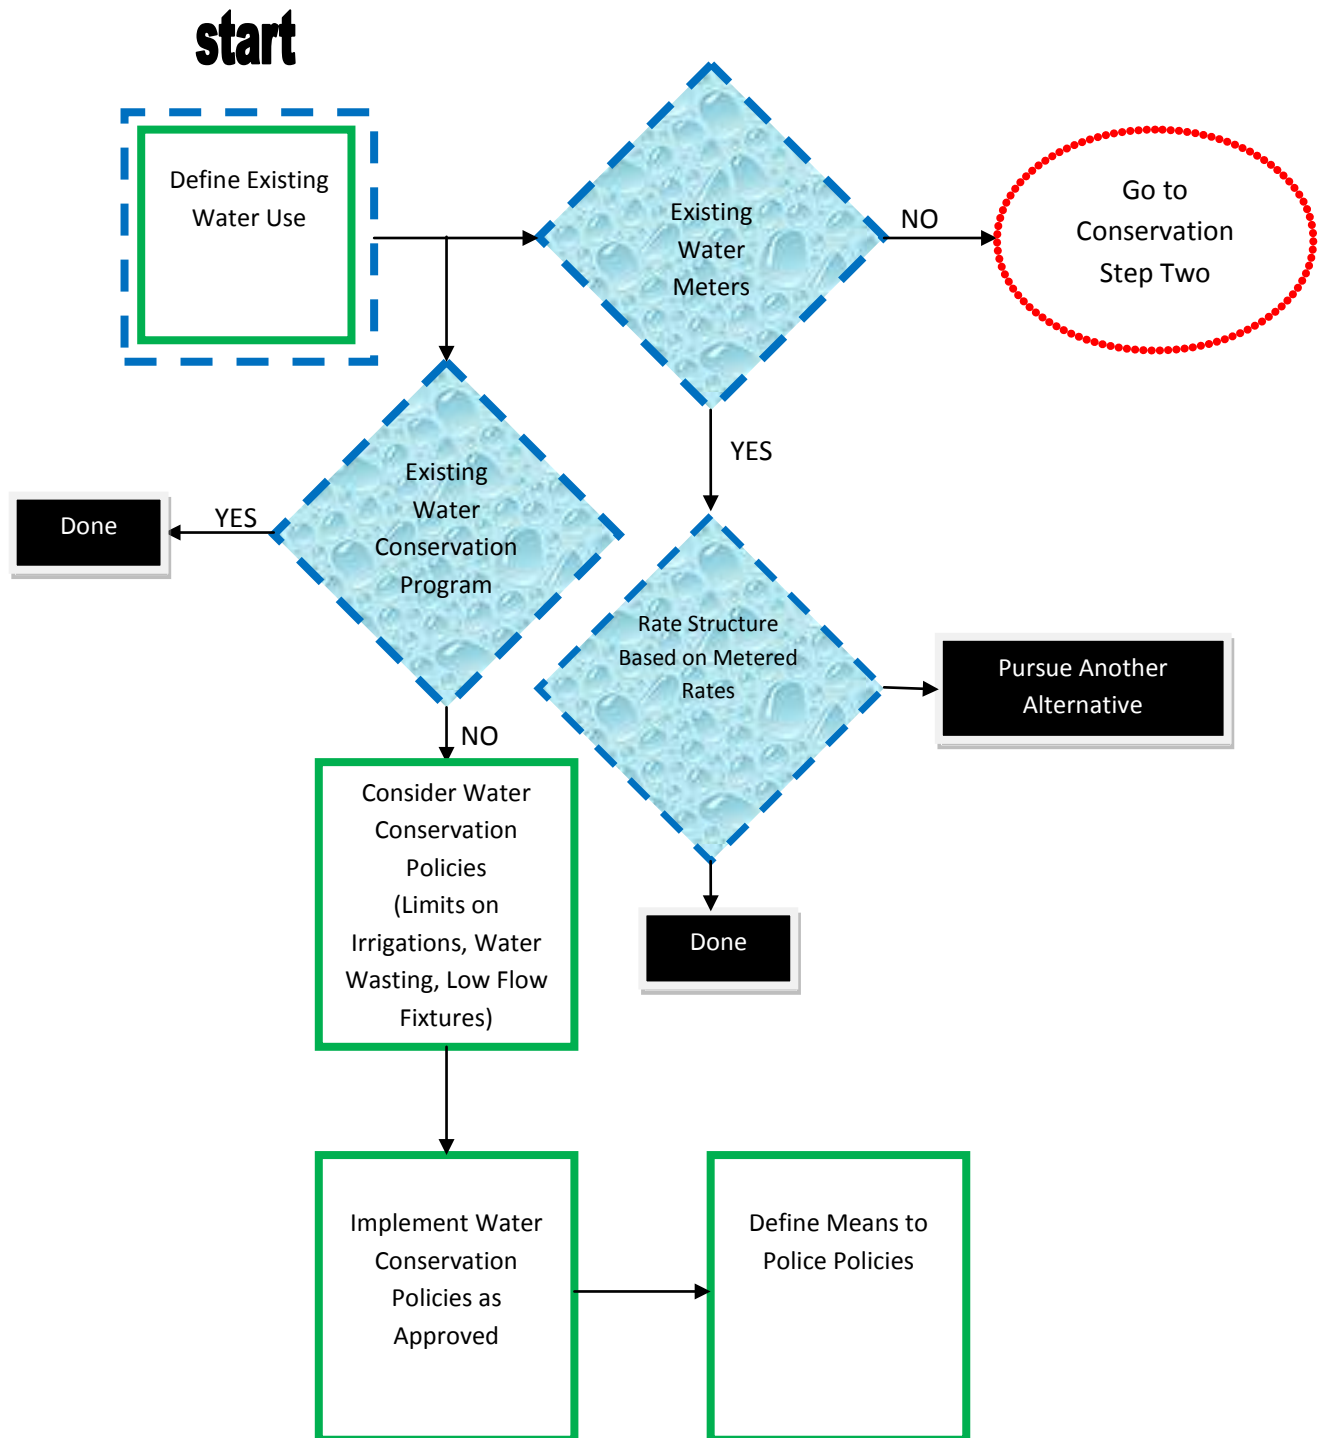 start
Define Existing
Water Use
Existing
Water
Meters
NO
Go to
Conservation
Step Two
YES
Existing
Water
Conservation
Program
YES
Done
NO
Rate Structure
Based on Metered
Rates
Pursue Another
Alternative
Done
Consider Water
Conservation
Policies
(Limits on
Irrigations, Water
Wasting, Low Flow
Fixtures)
Implement Water
Conservation
Policies as
Approved
Define Means to
Police Policies